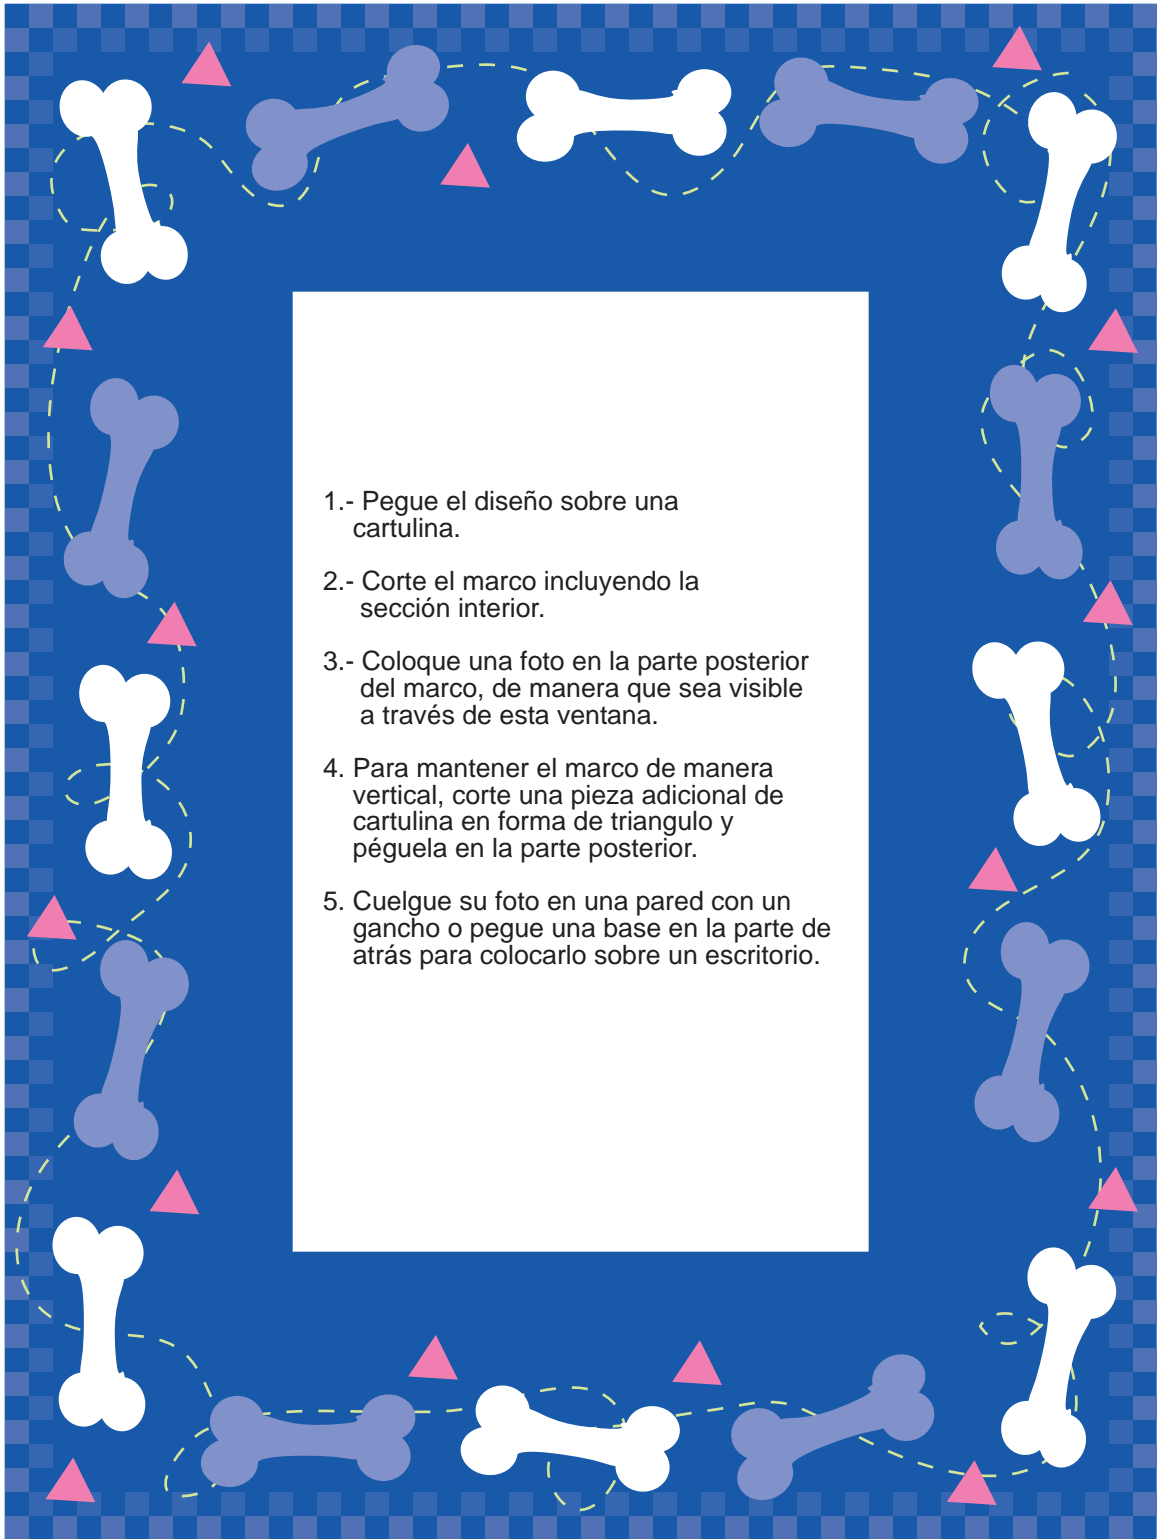 1.- Pegue el diseño sobre una
cartulina.
2.- Corte el marco incluyendo la
sección interior.
3.- Coloque una foto en la parte posterior
del marco, de manera que sea visible
a través de esta ventana.
4. Para mantener el marco de manera
vertical, corte una pieza adicional de
cartulina en forma de triangulo y
péguela en la parte posterior.
5. Cuelgue su foto en una pared con un
gancho o pegue una base en la parte de
atrás para colocarlo sobre un escritorio.